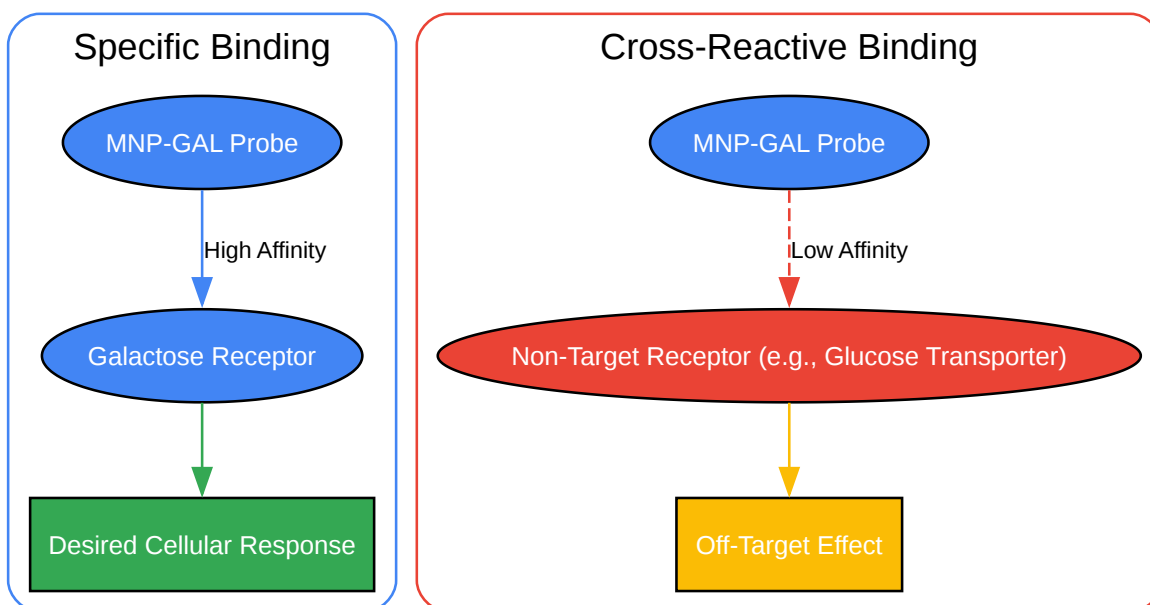 Specific Binding
MNP-GAL Probe
High Affinity
Galactose Receptor
Desired Cellular Response
Cross-Reactive Binding
MNP-GAL Probe
Low Affinity
Non-Target Receptor (e.g., Glucose Transporter)
Off-Target Effect